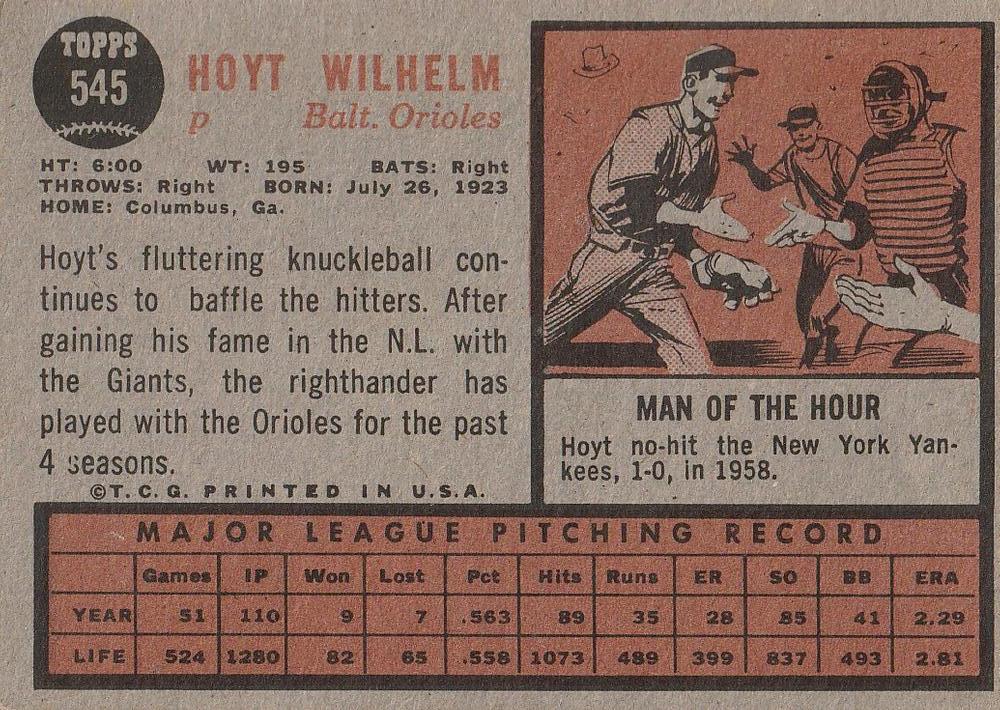 TOPPS
545
HOYT WILHELM
p Balt. Orioles
HT: 6:00 WT: 195 BATS: Right
THROWS: Right BORN: July 26, 1923
HOME: Columbus, Ga.
Hoyt's fluttering knuckleball con-
tinues to baffle the hitters. After
gaining his fame in the N.L. with
the Giants, the righthander has
played with the Orioles for the past
4 seasons.
©T.C.G. PRINTED IN U.S.A.
MAN OF THE HOUR
Hoyt no-hit the New York Yan-
kees, 1-0, in 1958.
MAJOR LEAGUE PITCHING RECORD
Games IP Won Lost Pct Hits Runs ER SO BB ERA
YEAR 51 110 9 7 .563 89 35 28 85 41 2.29
LIFE 524 1280 82 65 .558 1073 489 399 837 493 2.81